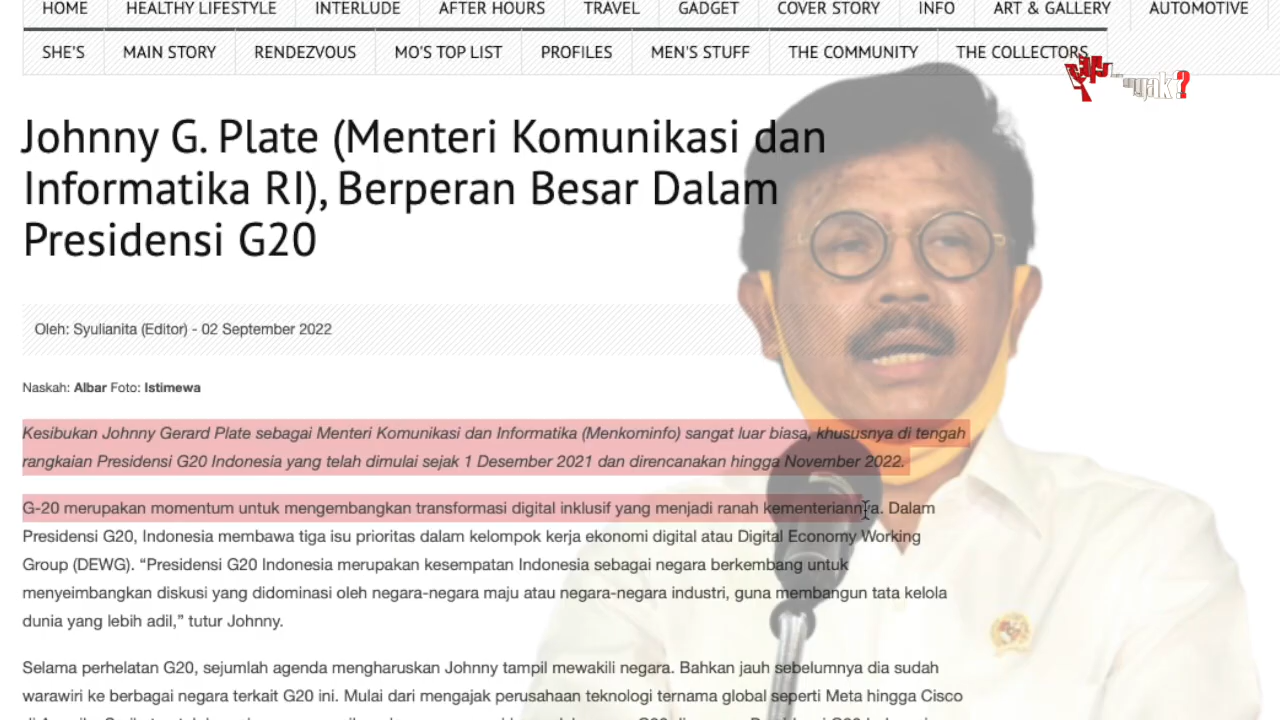 HOME HEALTHY LIFESTYLE INTERLUDE AFTER HOURS TRAVEL GADGET COVER STORY INFO ART & GALLERY AUTOMOTIVE
SHE'S MAIN STORY RENDEZVOUS MO'S TOP LIST PROFILES MEN'S STUFF THE COMMUNITY THE COLLECTORS
Johnny G. Plate (Menteri Komunikasi dan
Informatika RI), Berperan Besar Dalam
Presidensi G20
Oleh: Syulianita (Editor) - 02 September 2022
Naskah: Albar Foto: Istimewa
Kesibukan Johnny Gerard Plate sebagai Menteri Komunikasi dan Informatika (Menkominfo) sangat luar biasa, khususnya di tengah
rangkaian Presidensi G20 Indonesia yang telah dimulai sejak 1 Desember 2021 dan direncanakan hingga November 2022.
G-20 merupakan momentum untuk mengembangkan transformasi digital inklusif yang menjadi ranah kementeriannya. Dalam
Presidensi G20, Indonesia membawa tiga isu prioritas dalam kelompok kerja ekonomi digital atau Digital Economy Working
Group (DEWG). “Presidensi G20 Indonesia merupakan kesempatan Indonesia sebagai negara berkembang untuk
menyeimbangkan diskusi yang didominasi oleh negara-negara maju atau negara-negara industri, guna membangun tata kelola
dunia yang lebih adil,” tutur Johnny.
Selama perhelatan G20, sejumlah agenda mengharuskan Johnny tampil mewakili negara. Bahkan jauh sebelumnya dia sudah
warawiri ke berbagai negara terkait G20 ini. Mulai dari mengajak perusahaan teknologi ternama global seperti Meta hingga Cisco